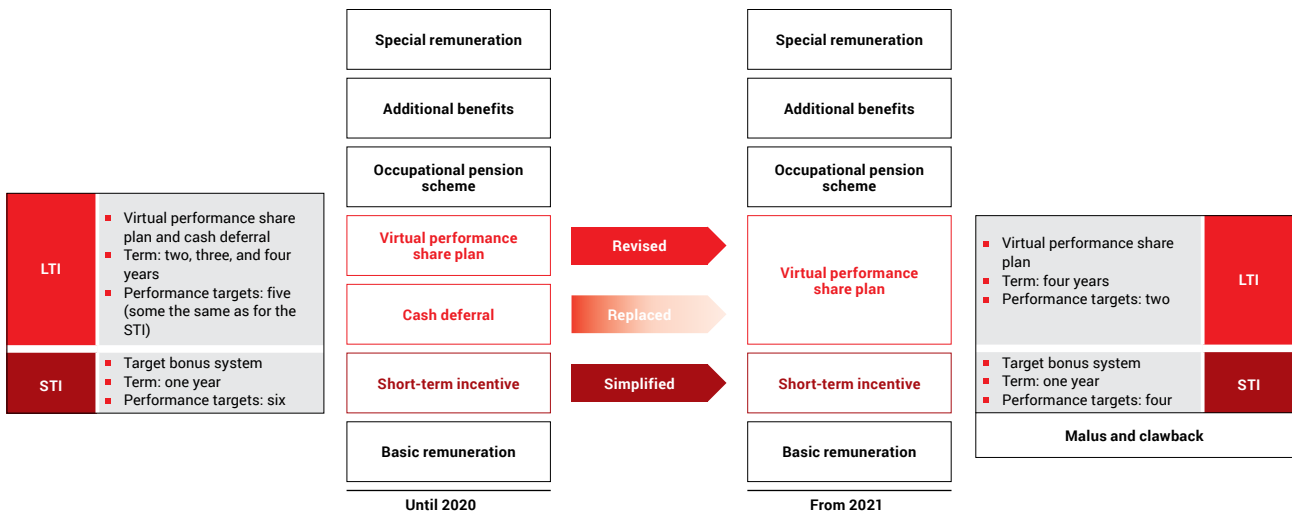 LTI
Virtual performance share
plan and cash deferral
Term: two, three, and four
years
Performance targets: five
(some the same as for the
STI)
STI
Target bonus system
Term: one year
Performance targets: six
Special remuneration
Additional benefits
Occupational pension
scheme
Virtual performance
share plan
Cash deferral
Short-term incentive
Basic remuneration
Until 2020
Revised
Replaced
Simplified
Special remuneration
Additional benefits
Occupational pension
scheme
Virtual performance
share plan
Short-term incentive
Basic remuneration
From 2021
Virtual performance share
plan
Term: four years
Performance targets: two
LTI
Target bonus system
Term: one year
Performance targets: four
STI
Malus and clawback